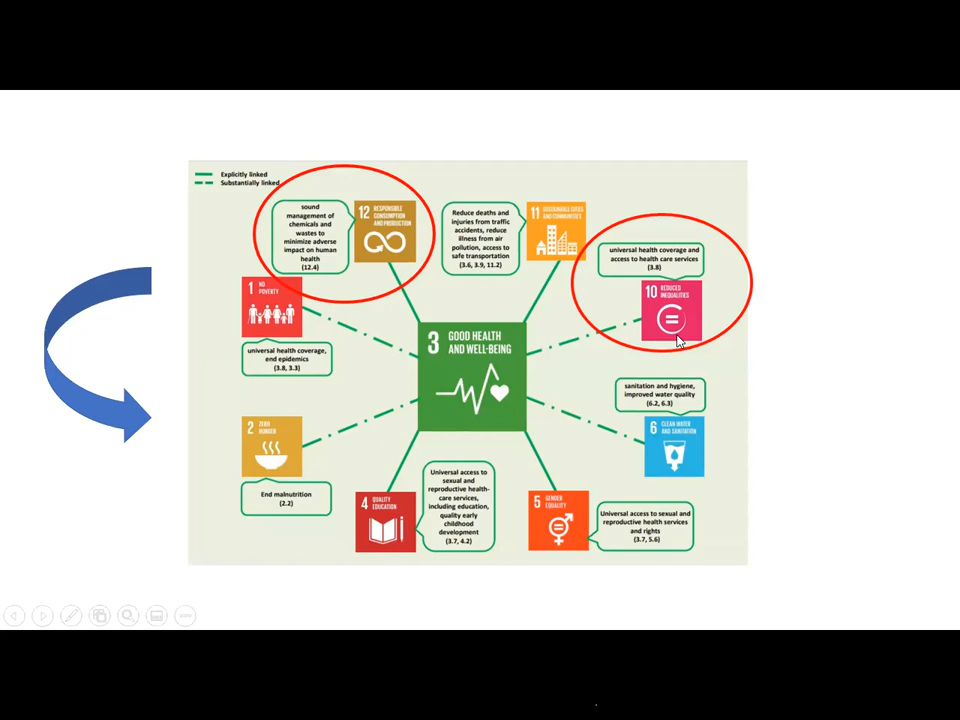 Explicitly linked
Substantially linked
sound
management of
chemicals and
wastes to
minimize adverse
impact on human
health
(12.4)
12 RESPONSIBLE
CONSUMPTION
AND PRODUCTION
Reduce deaths and
injuries from traffic
accidents, reduce
illness from air
pollution, access to
safe transportation
(3.6, 3.9, 11.2)
11 SUSTAINABLE CITIES
AND COMMUNITIES
universal health coverage and
access to health care services
(3.8)
10 REDUCED
INEQUALITIES
1 NO
POVERTY
universal health coverage,
end epidemics
(3.8, 3.3)
3 GOOD HEALTH
AND WELL-BEING
sanitation and hygiene,
improved water quality
(6.2, 6.3)
6 CLEAN WATER
AND SANITATION
2 ZERO
HUNGER
End malnutrition
(2.2)
4 QUALITY
EDUCATION
Universal access to
sexual and
reproductive health-
care services,
including education,
quality early
childhood
development
(3.7, 4.2)
5 GENDER
EQUALITY
Universal access to sexual and
reproductive health services
and rights
(3.7, 5.6)